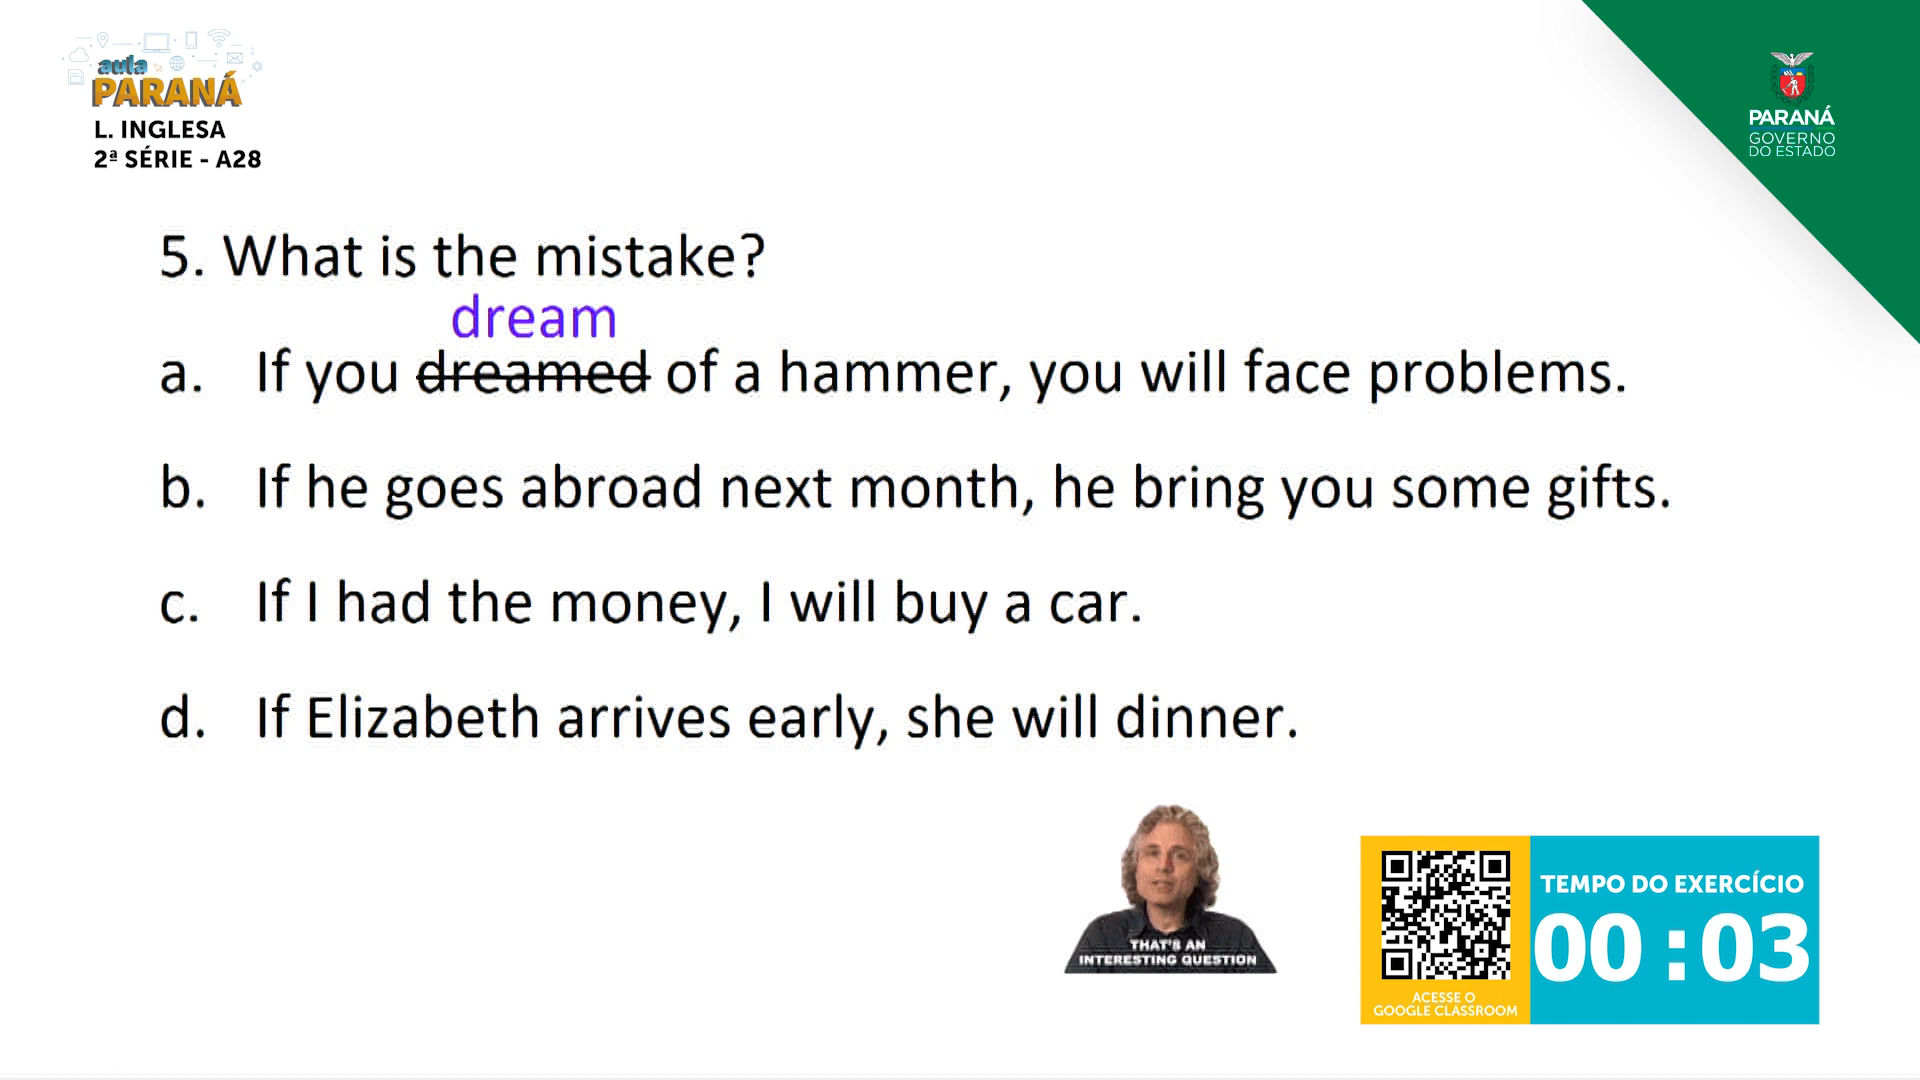 aula
PARANÁ
L. INGLESA
2ª SÉRIE - A28
PARANÁ
GOVERNO
DO ESTADO
5. What is the mistake?
dream
a. If you dreamed of a hammer, you will face problems.
b. If he goes abroad next month, he bring you some gifts.
c. If I had the money, I will buy a car.
d. If Elizabeth arrives early, she will dinner.
THAT'S AN
INTERESTING QUESTION
ACESSE O
GOOGLE CLASSROOM
TEMPO DO EXERCÍCIO
00:03